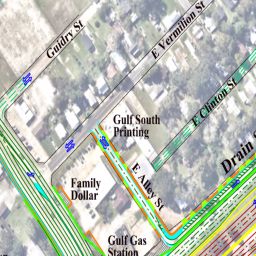 Guidry St
E Vermilion St
E Clinton St
Gulf South
Printing
Drain
E Alley St
Family
Dollar
Gulf Gas
Station